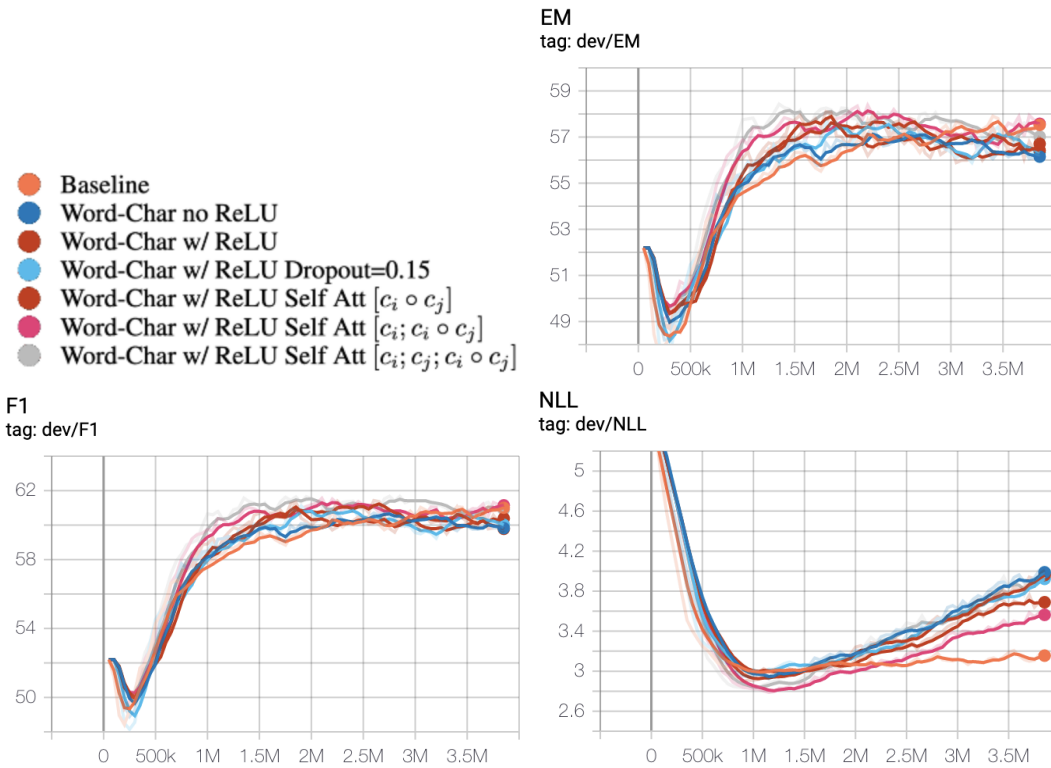 EM
tag: dev/EM
59
57
55
53
51
49
0 500k 1M 1.5M 2M 2.5M 3M 3.5M
Baseline
Word-Char no ReLU
Word-Char w/ ReLU
Word-Char w/ ReLU Dropout=0.15
Word-Char w/ ReLU Self Att [c_i ∘ c_j]
Word-Char w/ ReLU Self Att [c_i; c_i ∘ c_j]
Word-Char w/ ReLU Self Att [c_i; c_j; c_i ∘ c_j]
F1
tag: dev/F1
62
58
54
50
0 500k 1M 1.5M 2M 2.5M 3M 3.5M
NLL
tag: dev/NLL
5
4.6
4.2
3.8
3.4
3
2.6
0 500k 1M 1.5M 2M 2.5M 3M 3.5M